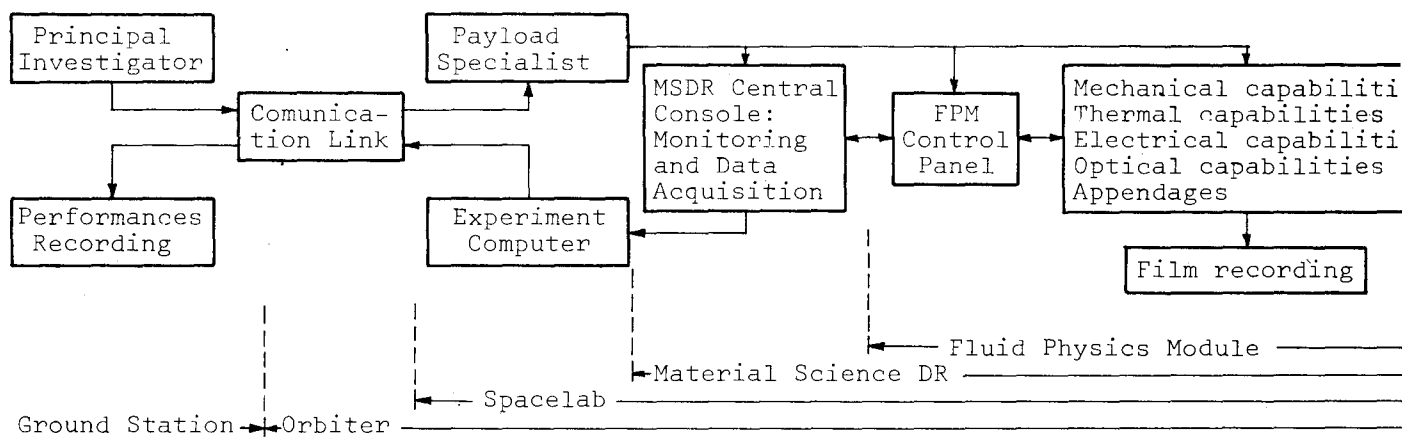 Principal
Investigator
Payload
Specialist
Comunica-
tion Link
MSDR Central
Console:
Monitoring
and Data
Acquisition
FPM
Control
Panel
Mechanical capabiliti
Thermal capabilities
Electrical capabiliti
Optical capabilities
Appendages
Performances
Recording
Experiment
Computer
Film recording
Fluid Physics Module
Material Science DR
Spacelab
Ground Station
Orbiter